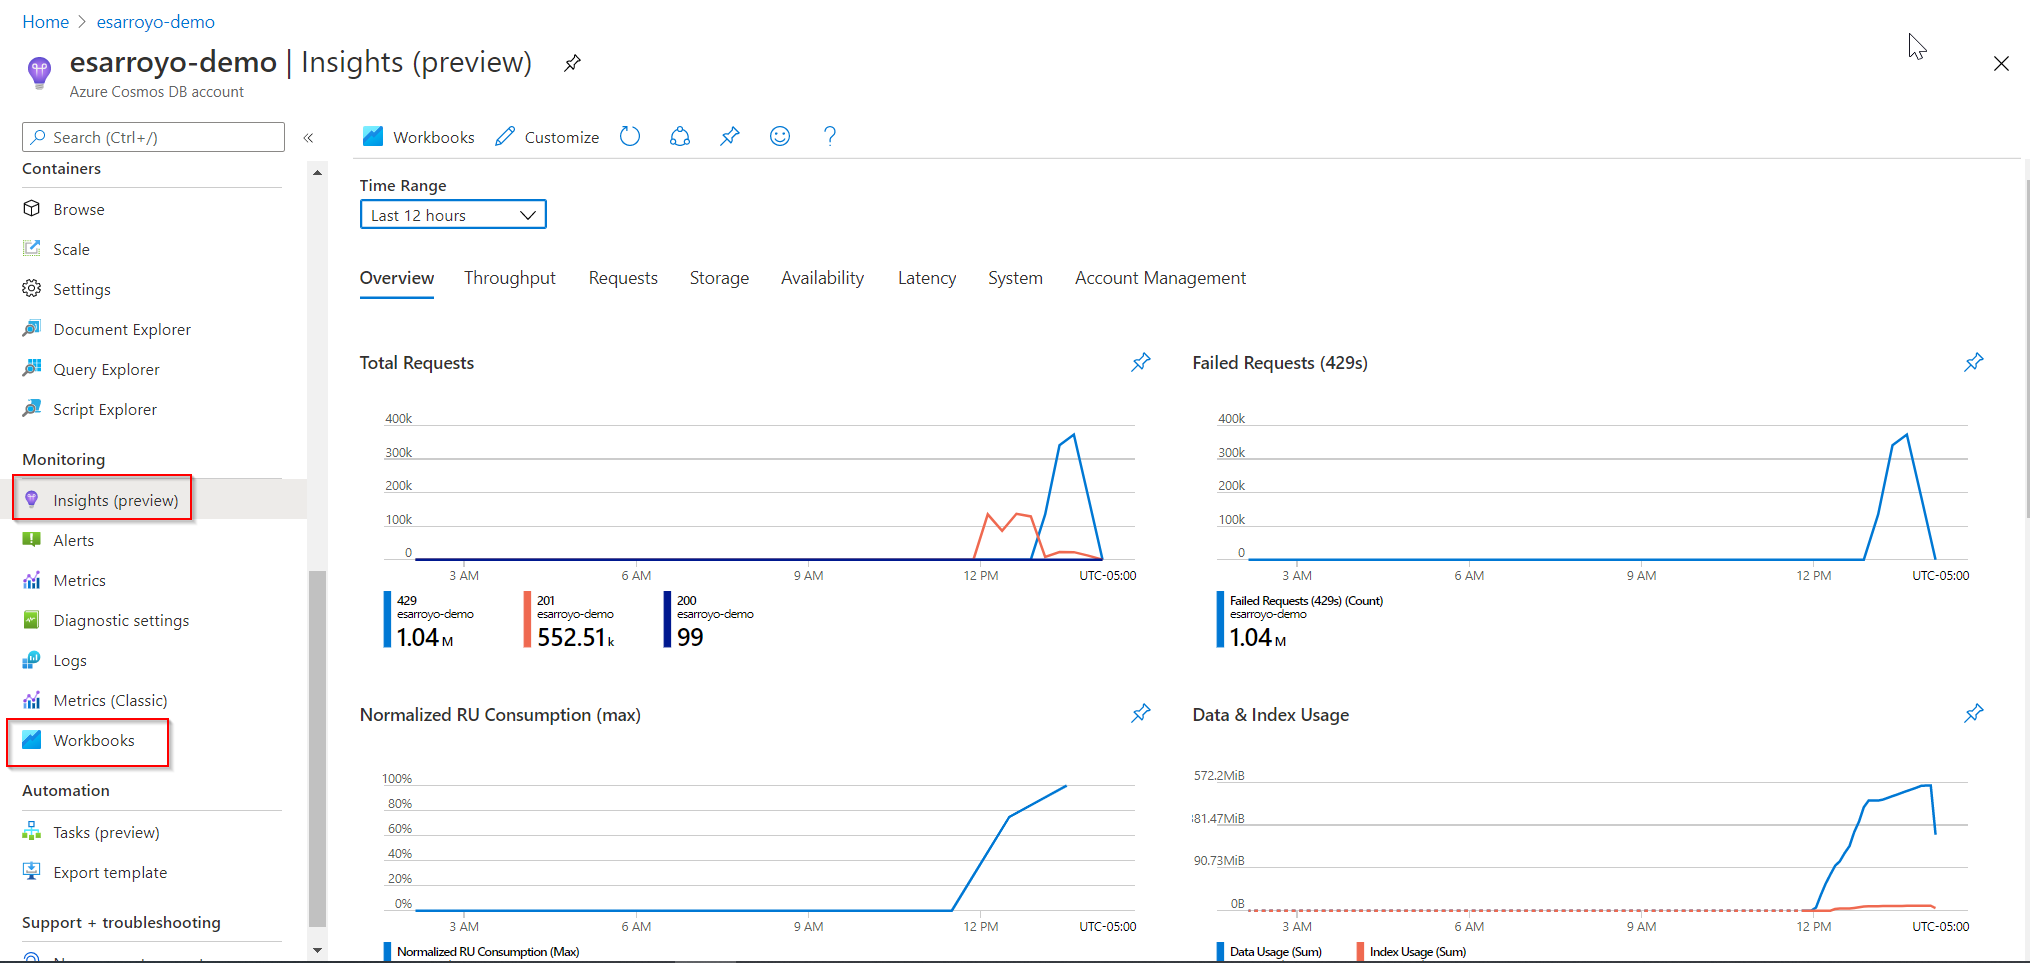 Home > esarroyo-demo
esarroyo-demo | Insights (preview)
Azure Cosmos DB account
Search (Ctrl+/)
«
Containers
Browse
Scale
Settings
Document Explorer
Query Explorer
Script Explorer
Monitoring
Insights (preview)
Alerts
Metrics
Diagnostic settings
Logs
Metrics (Classic)
Workbooks
Automation
Tasks (preview)
Export template
Support + troubleshooting
Workbooks Customize ?
Time Range
Last 12 hours
Overview Throughput Requests Storage Availability Latency System Account Management
Total Requests
400k
300k
200k
100k
0
3 AM 6 AM 9 AM 12 PM UTC-05:00
429 201 200
esarroyo-demo esarroyo-demo esarroyo-demo
1.04 M 552.51 k 99
Failed Requests (429s)
400k
300k
200k
100k
0
3 AM 6 AM 9 AM 12 PM UTC-05:00
Failed Requests (429s) (Count)
esarroyo-demo
1.04 M
Normalized RU Consumption (max)
100%
80%
60%
40%
20%
0%
3 AM 6 AM 9 AM 12 PM UTC-05:00
Normalized RU Consumption (Max)
Data & Index Usage
572.2MiB
381.47MiB
90.73MiB
0B
3 AM 6 AM 9 AM 12 PM UTC-05:00
Data Usage (Sum) Index Usage (Sum)